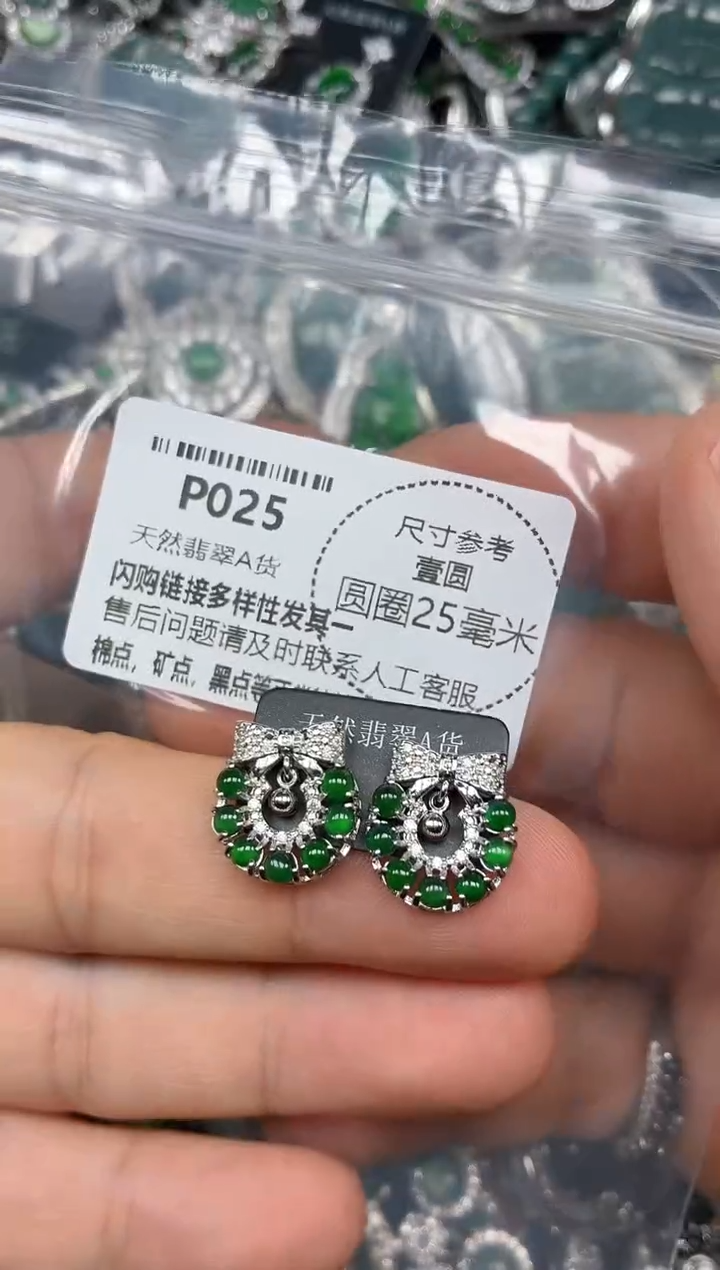 P025
天然翡翠A货
闪购链接多样性发其一
售后问题请及时联系人工客服
棉点，矿点，黑点等
尺寸参考
壹圆
圆圈25毫米
天然翡翠A货